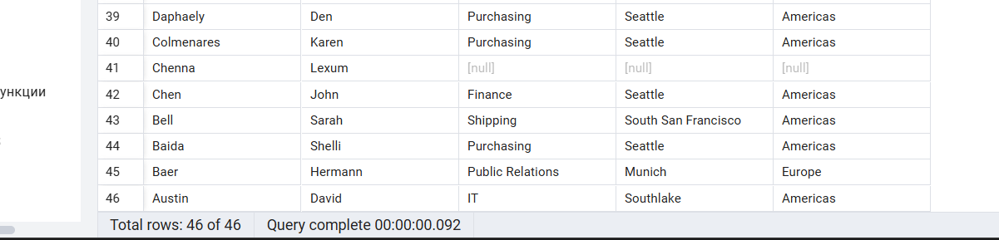 39 Daphaely Den Purchasing Seattle Americas
40 Colmenares Karen Purchasing Seattle Americas
41 Chenna Lexum [null] [null] [null]
ункции
42 Chen John Finance Seattle Americas
43 Bell Sarah Shipping South San Francisco Americas
44 Baida Shelli Purchasing Seattle Americas
45 Baer Hermann Public Relations Munich Europe
46 Austin David IT Southlake Americas
Total rows: 46 of 46 Query complete 00:00:00.092